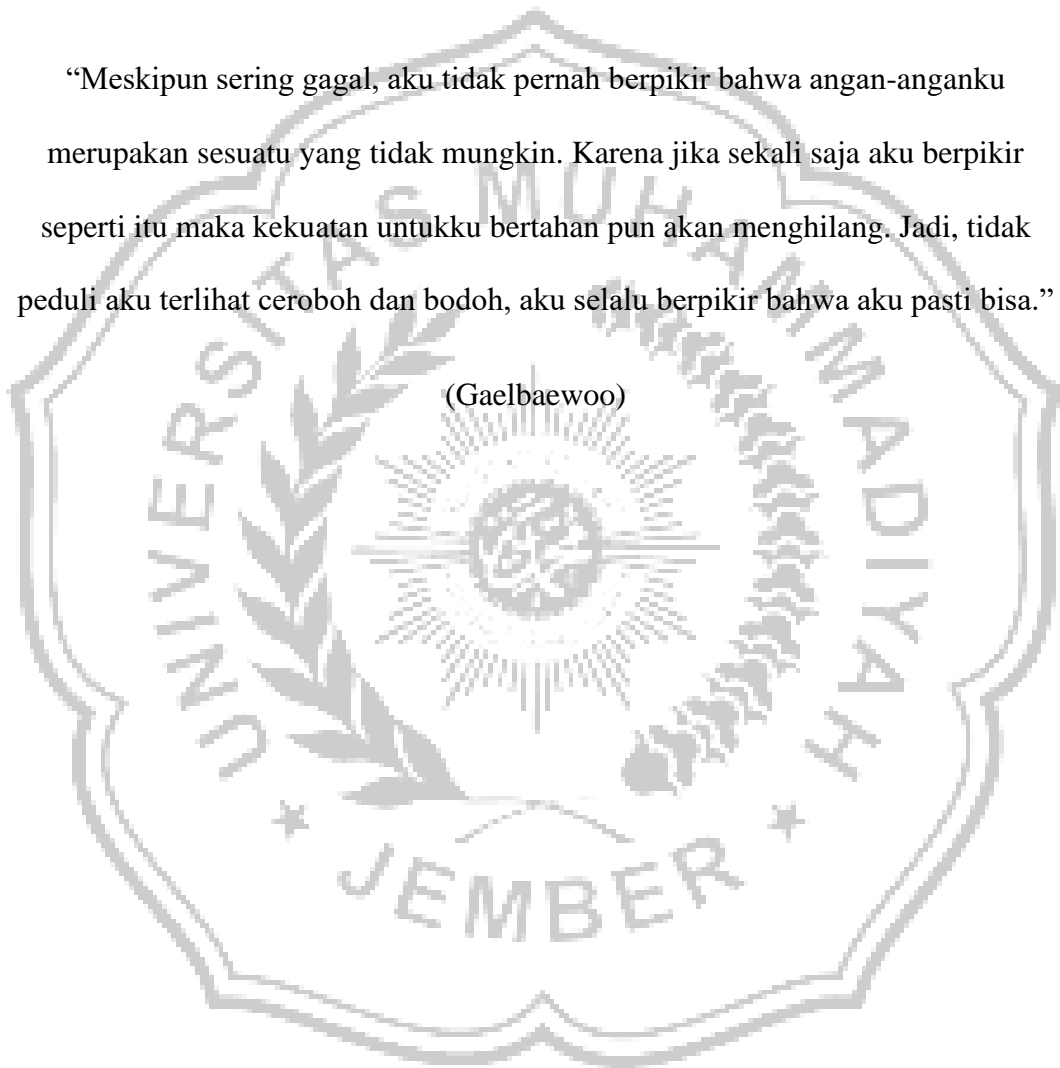 “Meskipun sering gagal, aku tidak pernah berpikir bahwa angan-anganku
merupakan sesuatu yang tidak mungkin. Karena jika sekali saja aku berpikir
seperti itu maka kekuatan untukku bertahan pun akan menghilang. Jadi, tidak
peduli aku terlihat ceroboh dan bodoh, aku selalu berpikir bahwa aku pasti bisa.”
(Gaelbaewoo)
UNIVERSITAS MUHAMMADIYAH
JEMBER